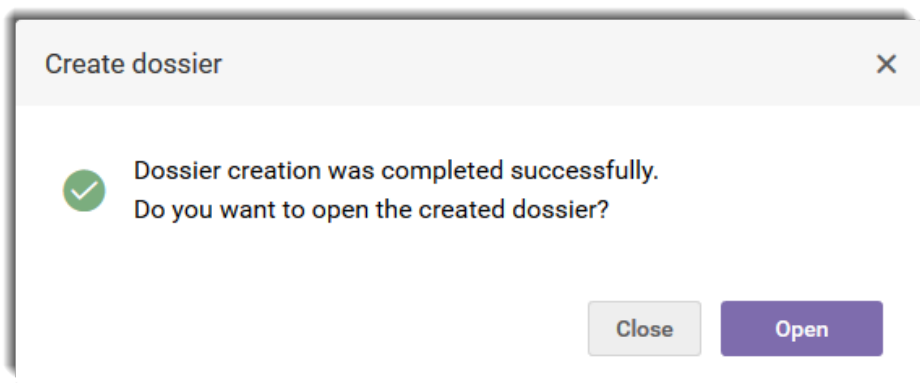 Create dossier
Dossier creation was completed successfully.
Do you want to open the created dossier?
Close
Open